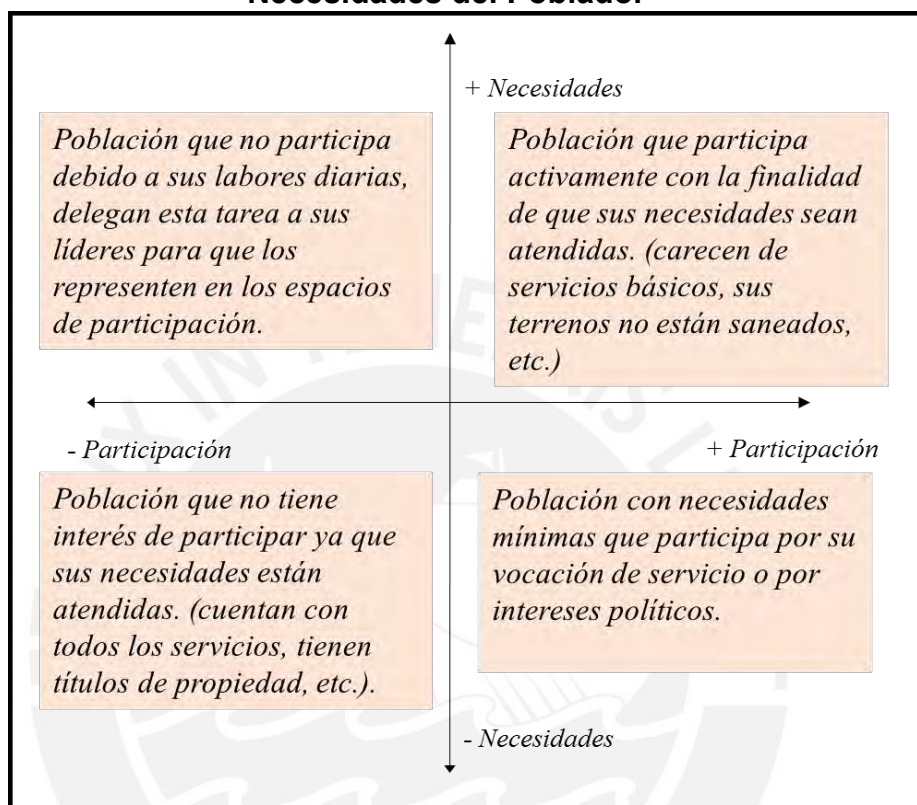 Necesidades del Poblador
+ Necesidades
Población que no participa
debido a sus labores diarias,
delegan esta tarea a sus
líderes para que los
representen en los espacios
de participación.
Población que participa
activamente con la finalidad
de que sus necesidades sean
atendidas. (carecen de
servicios básicos, sus
terrenos no están saneados,
etc.)
- Participación
+ Participación
Población que no tiene
interés de participar ya que
sus necesidades están
atendidas. (cuentan con
todos los servicios, tienen
títulos de propiedad, etc.).
Población con necesidades
mínimas que participa por su
vocación de servicio o por
intereses políticos.
- Necesidades